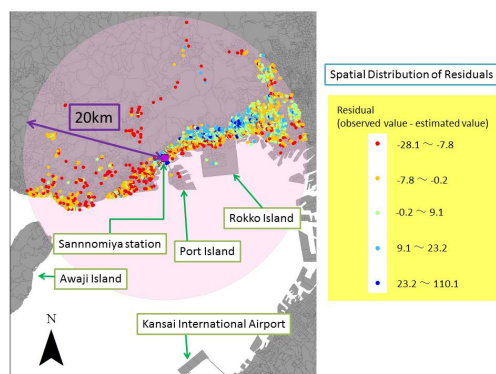 20km
Sannnomiya station
Port Island
Rokko Island
Awaji Island
Kansai International Airport
N
Spatial Distribution of Residuals
Residual
(observed value - estimated value)
-28.1 ～ -7.8
-7.8 ～ -0.2
-0.2 ～ 9.1
9.1 ～ 23.2
23.2 ～ 110.1